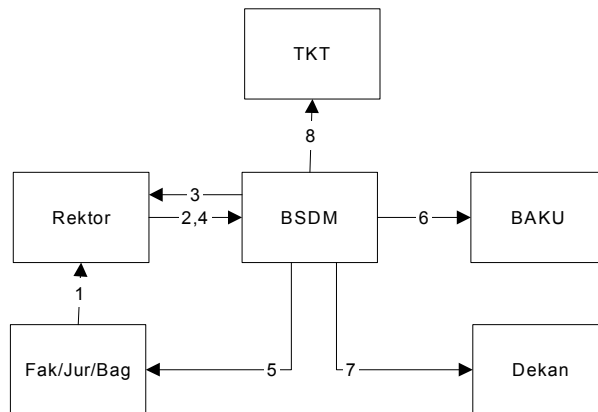 TKT
8
3
Rektor
2,4
BSDM
6
BAKU
1
Fak/Jur/Bag
5
7
Dekan